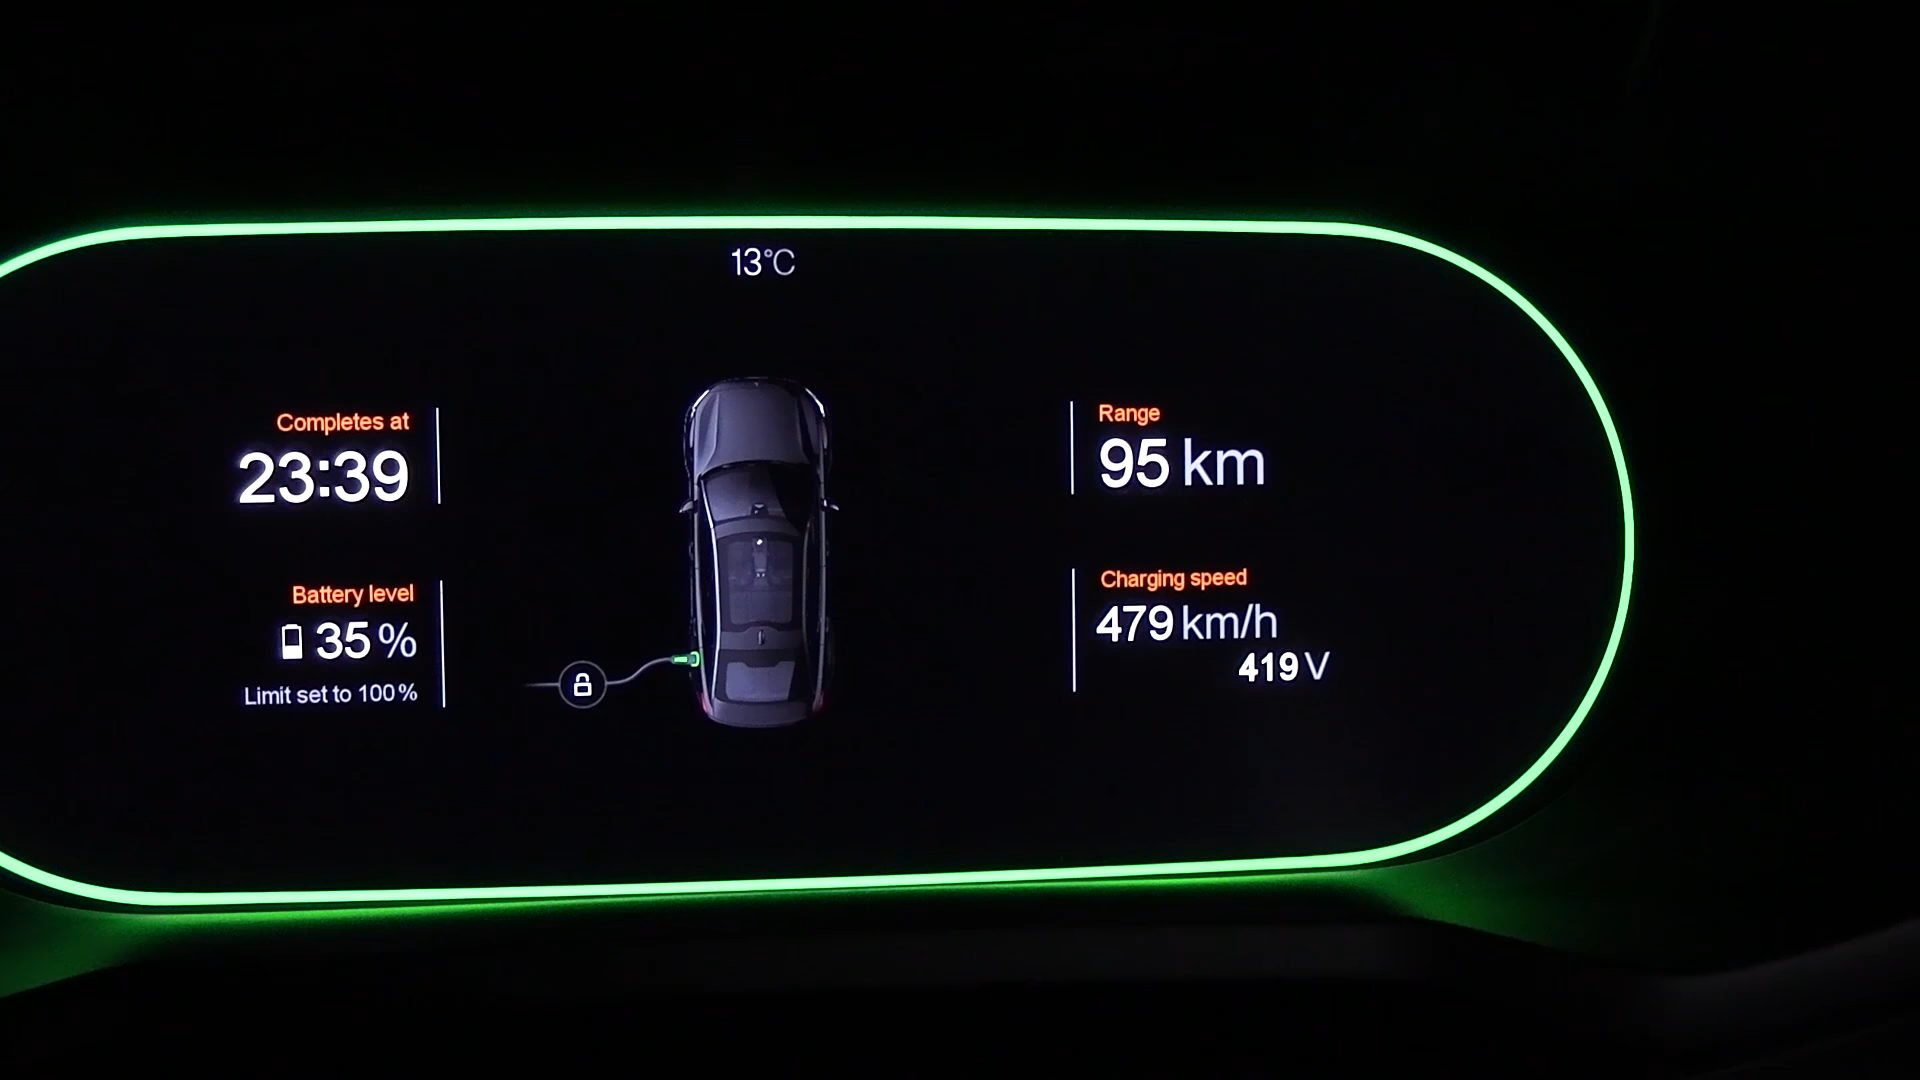 13°C
Completes at
23:39
Battery level
35 %
Limit set to 100 %
Range
95 km
Charging speed
479 km/h
419 V